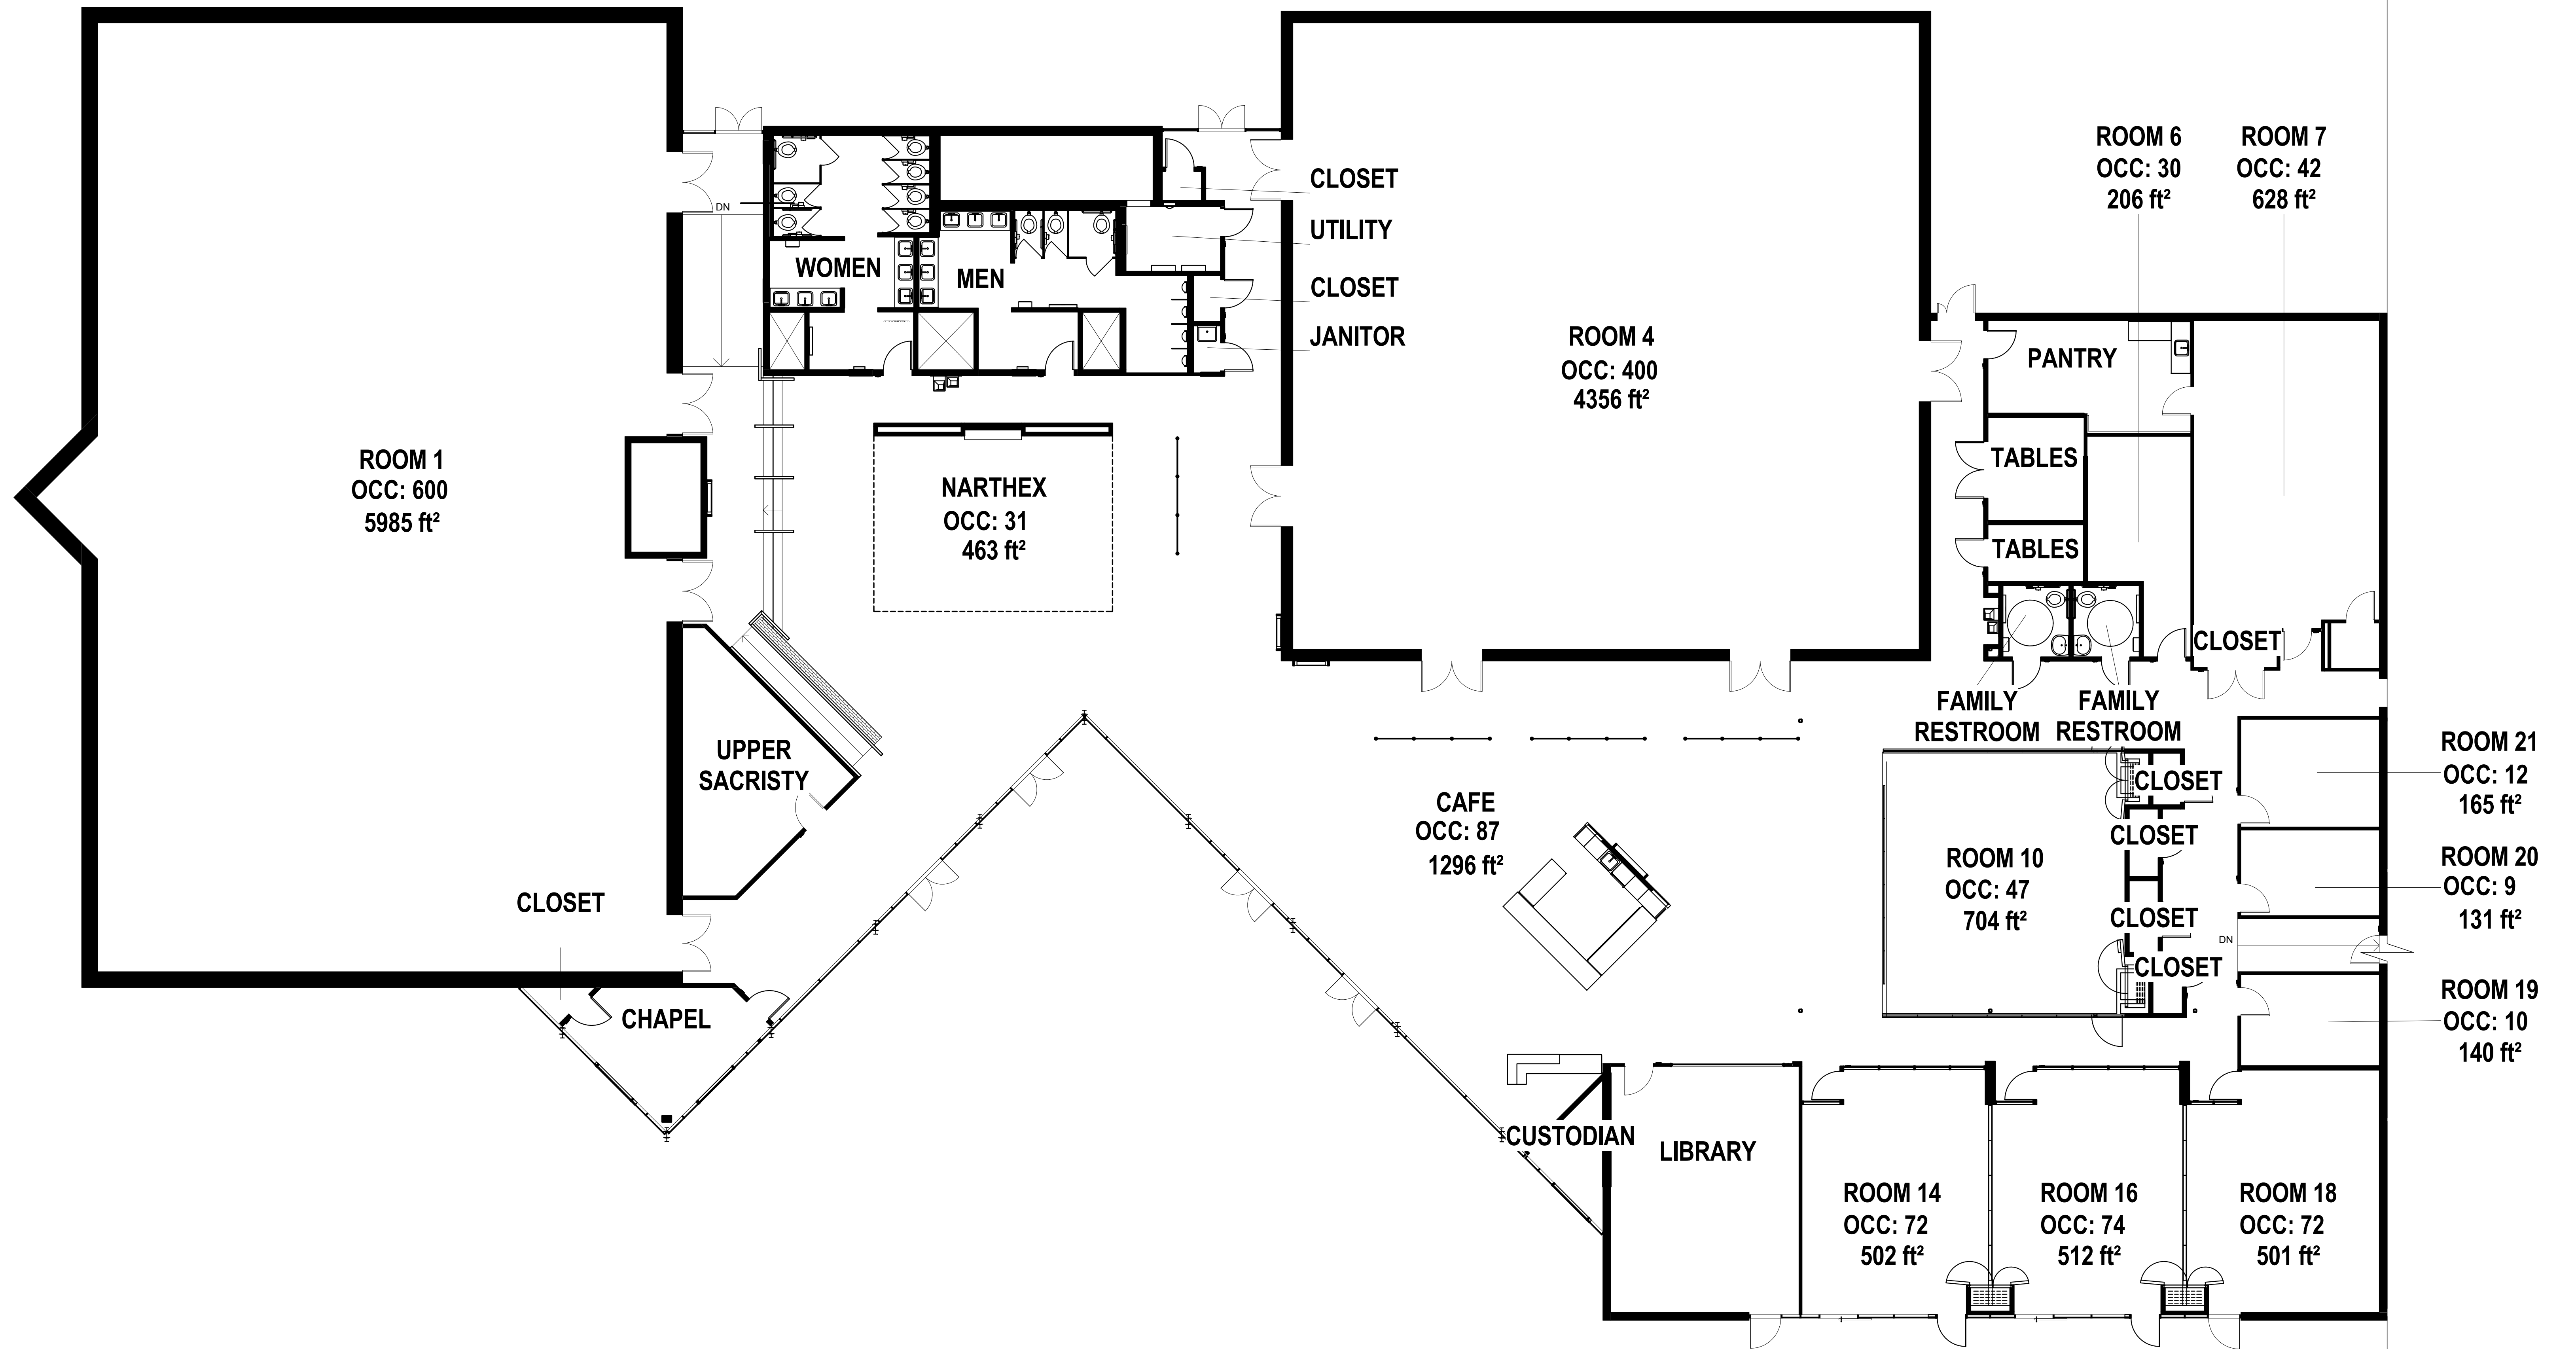 ROOM 6
OCC: 30
206 ft²
ROOM 7
OCC: 42
628 ft²
CLOSET
UTILITY
CLOSET
JANITOR
DN
WOMEN
MEN
ROOM 4
OCC: 400
4356 ft²
PANTRY
TABLES
TABLES
ROOM 1
OCC: 600
5985 ft²
NARTHEX
OCC: 31
463 ft²
CLOSET
FAMILY
RESTROOM
FAMILY
RESTROOM
UPPER
SACRISTY
CAFE
OCC: 87
1296 ft²
CLOSET
CLOSET
CLOSET
CLOSET
ROOM 10
OCC: 47
704 ft²
ROOM 21
OCC: 12
165 ft²
ROOM 20
OCC: 9
131 ft²
DN
ROOM 19
OCC: 10
140 ft²
CLOSET
CHAPEL
CUSTODIAN
LIBRARY
ROOM 14
OCC: 72
502 ft²
ROOM 16
OCC: 74
512 ft²
ROOM 18
OCC: 72
501 ft²